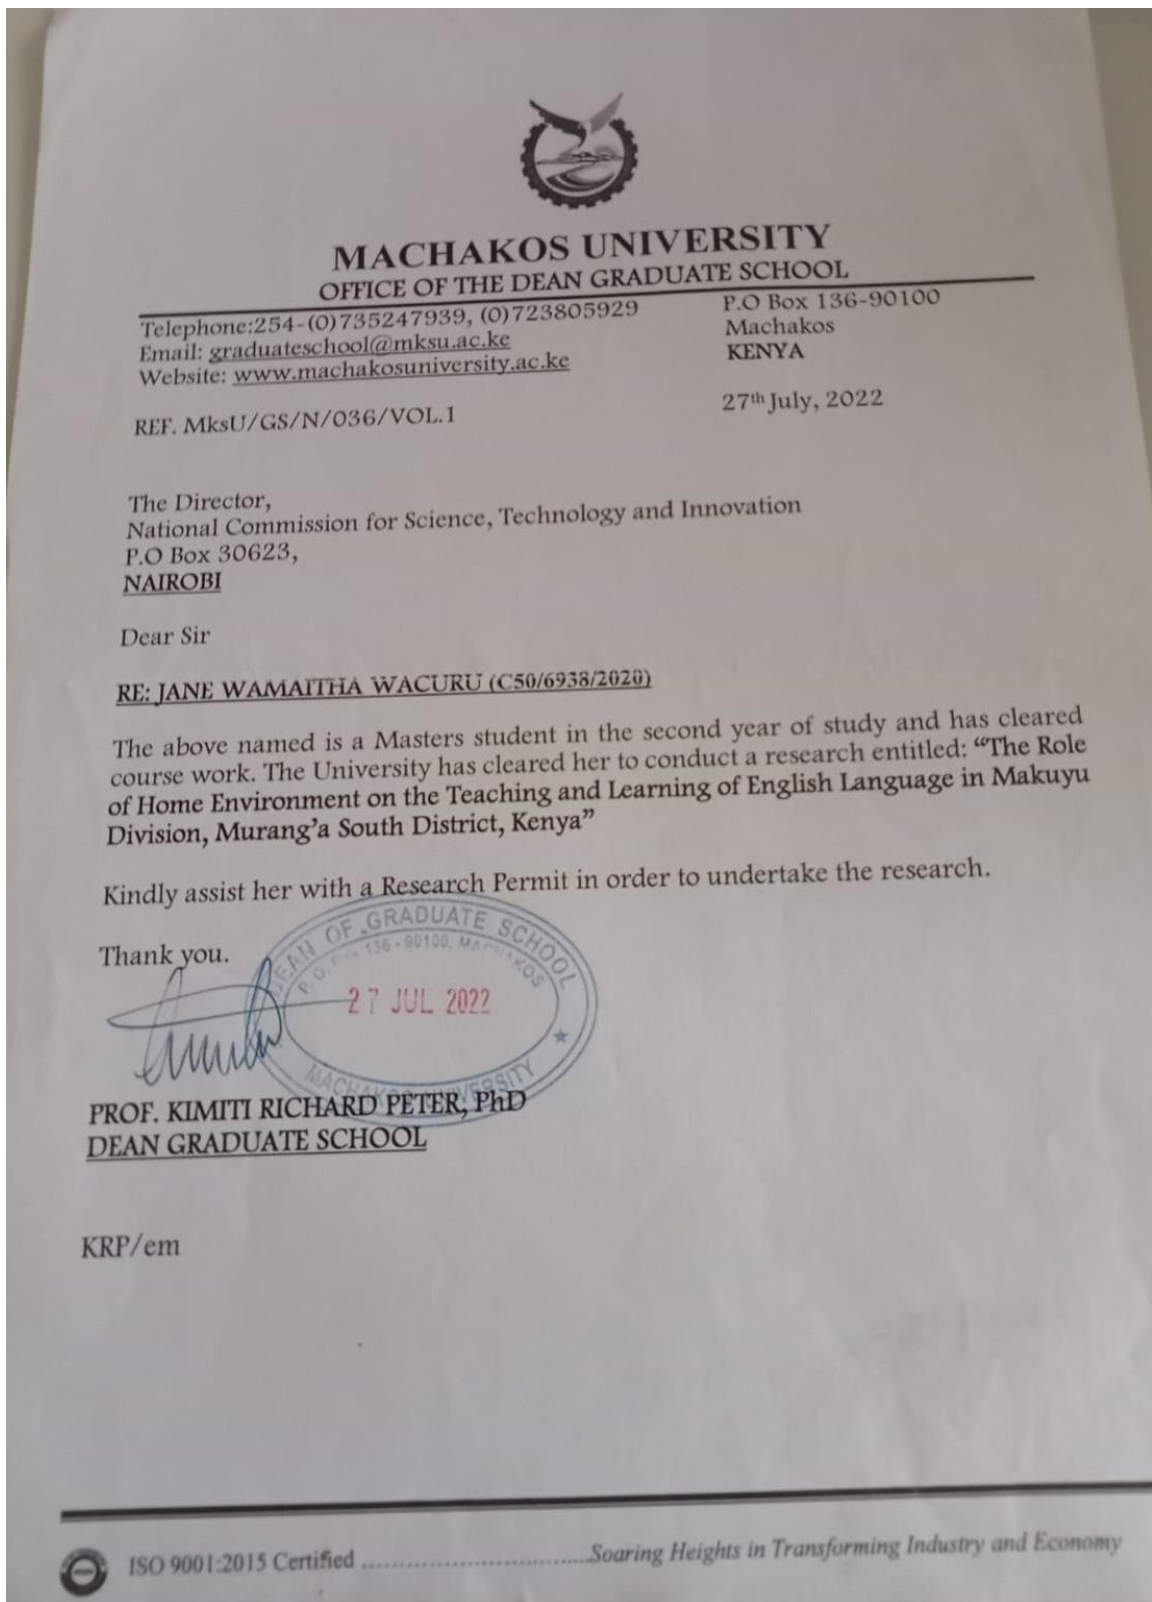 MACHAKOS UNIVERSITY
OFFICE OF THE DEAN GRADUATE SCHOOL
Telephone:254-(0)735247939, (0)723805929
Email: graduateschool@mksu.ac.ke
Website: www.machakosuniversity.ac.ke
P.O Box 136-90100
Machakos
KENYA
REF. MksU/GS/N/036/VOL.1
27th July, 2022
The Director,
National Commission for Science, Technology and Innovation
P.O Box 30623,
NAIROBI
Dear Sir
RE: JANE WAMAITHA WACURU (C50/6938/2020)
The above named is a Masters student in the second year of study and has cleared
course work. The University has cleared her to conduct a research entitled: “The Role
of Home Environment on the Teaching and Learning of English Language in Makuyu
Division, Murang’a South District, Kenya”
Kindly assist her with a Research Permit in order to undertake the research.
Thank you.
DEAN OF GRADUATE SCHOOL
P. O. Box 136 - 90100, MACHAKOS
27 JUL 2022
MACHAKOS UNIVERSITY
PROF. KIMITI RICHARD PETER, PhD
DEAN GRADUATE SCHOOL
KRP/em
ISO 9001:2015 Certified ..............................Soaring Heights in Transforming Industry and Economy